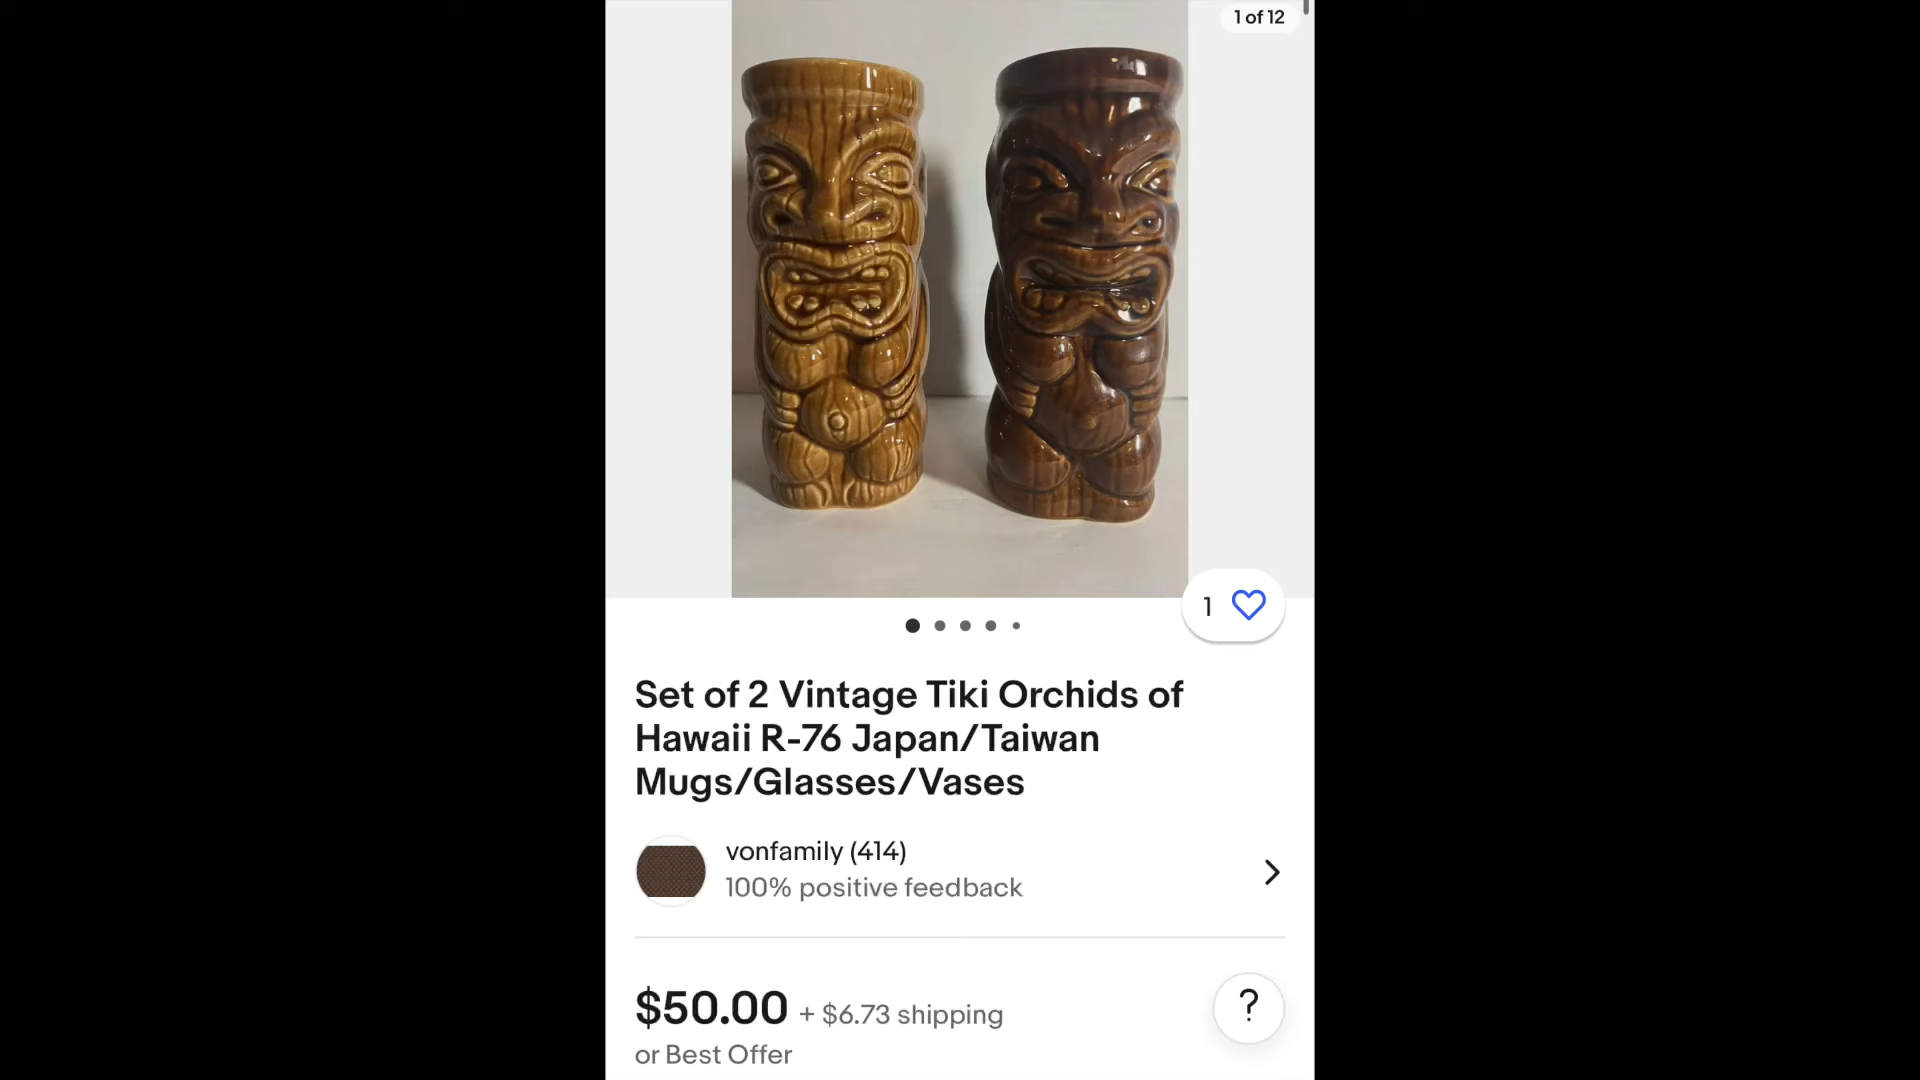 1 of 12
1
Set of 2 Vintage Tiki Orchids of
Hawaii R-76 Japan/Taiwan
Mugs/Glasses/Vases
vonfamily (414)
100% positive feedback
$50.00 + $6.73 shipping
?
or Best Offer